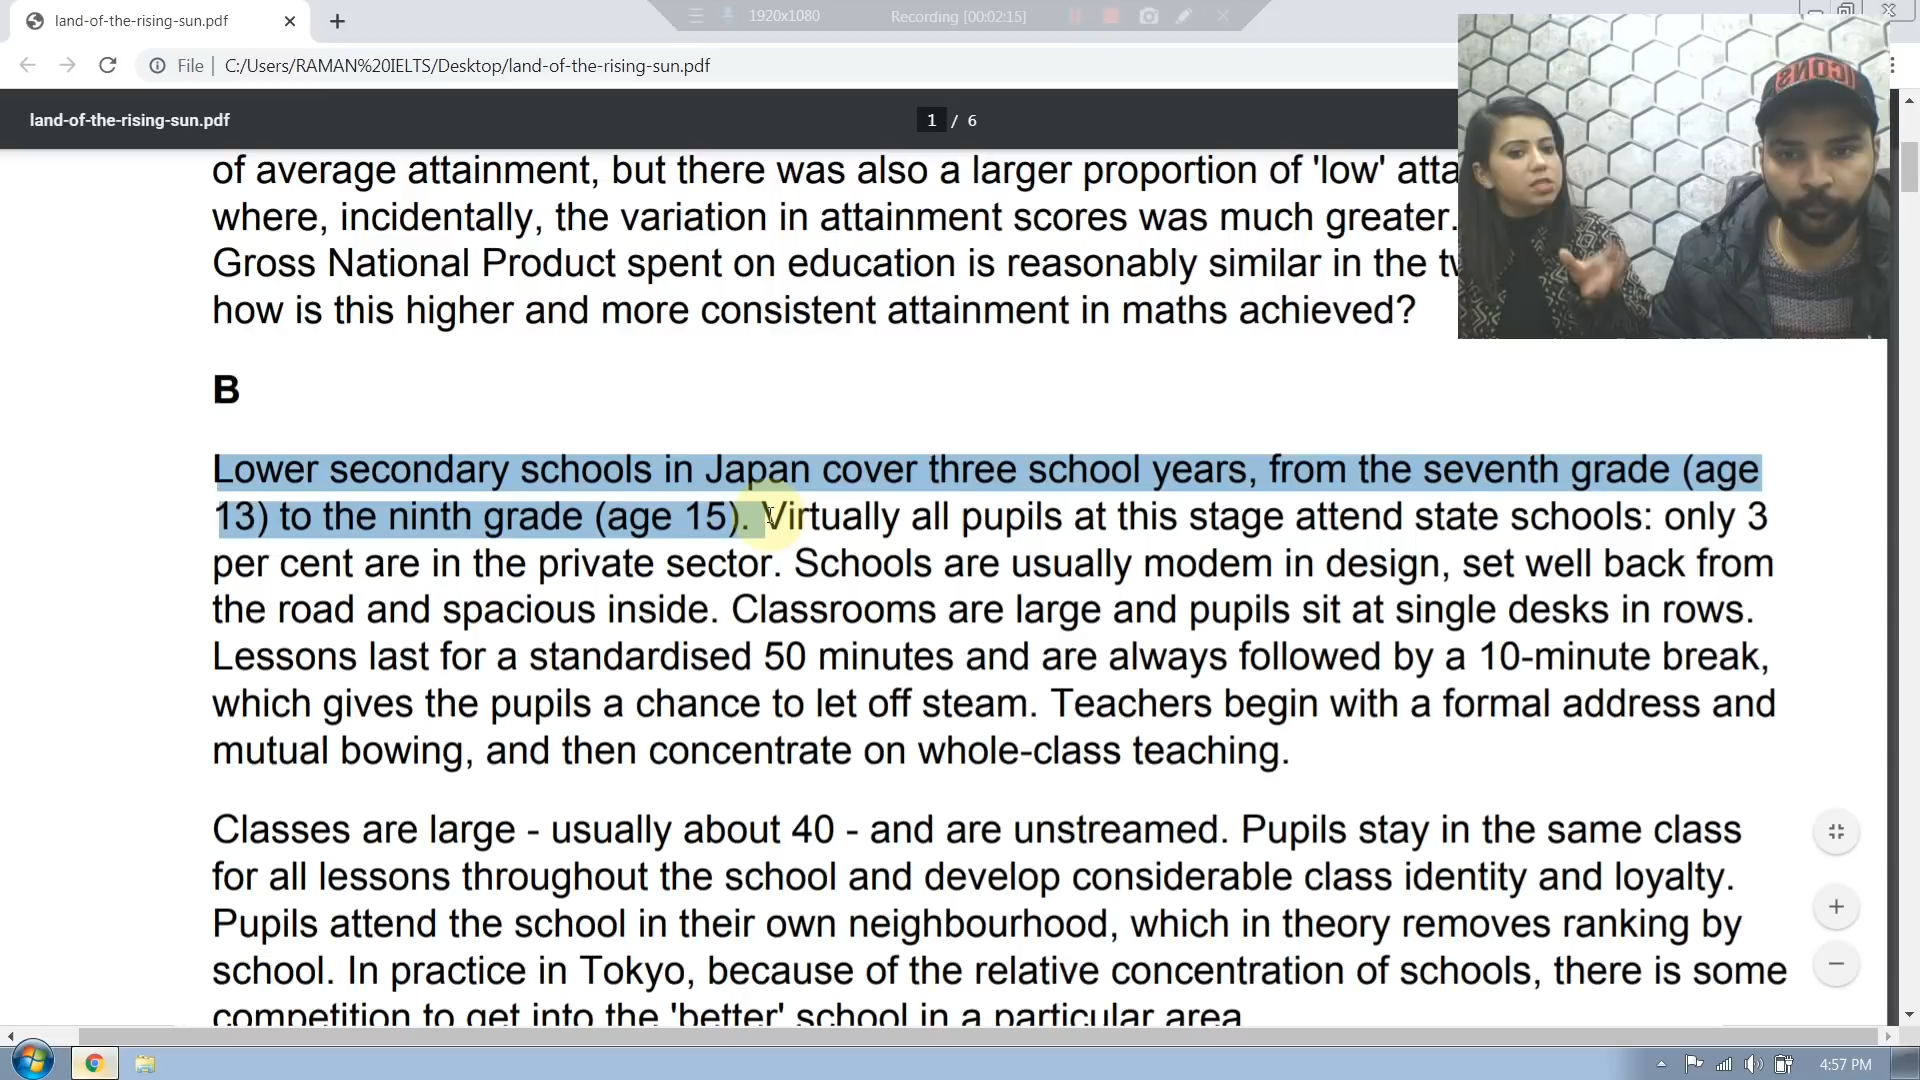 land-of-the-rising-sun.pdf
1920x1080
Recording [00:02:15]
File | C:/Users/RAMAN%20IELTS/Desktop/land-of-the-rising-sun.pdf
land-of-the-rising-sun.pdf
1 / 6
ICONS
of average attainment, but there was also a larger proportion of 'low' atta
where, incidentally, the variation in attainment scores was much greater.
Gross National Product spent on education is reasonably similar in the tw
how is this higher and more consistent attainment in maths achieved?
B
Lower secondary schools in Japan cover three school years, from the seventh grade (age
13) to the ninth grade (age 15). Virtually all pupils at this stage attend state schools: only 3
per cent are in the private sector. Schools are usually modem in design, set well back from
the road and spacious inside. Classrooms are large and pupils sit at single desks in rows.
Lessons last for a standardised 50 minutes and are always followed by a 10-minute break,
which gives the pupils a chance to let off steam. Teachers begin with a formal address and
mutual bowing, and then concentrate on whole-class teaching.
Classes are large - usually about 40 - and are unstreamed. Pupils stay in the same class
for all lessons throughout the school and develop considerable class identity and loyalty.
Pupils attend the school in their own neighbourhood, which in theory removes ranking by
school. In practice in Tokyo, because of the relative concentration of schools, there is some
competition to get into the 'better' school in a particular area
4:57 PM